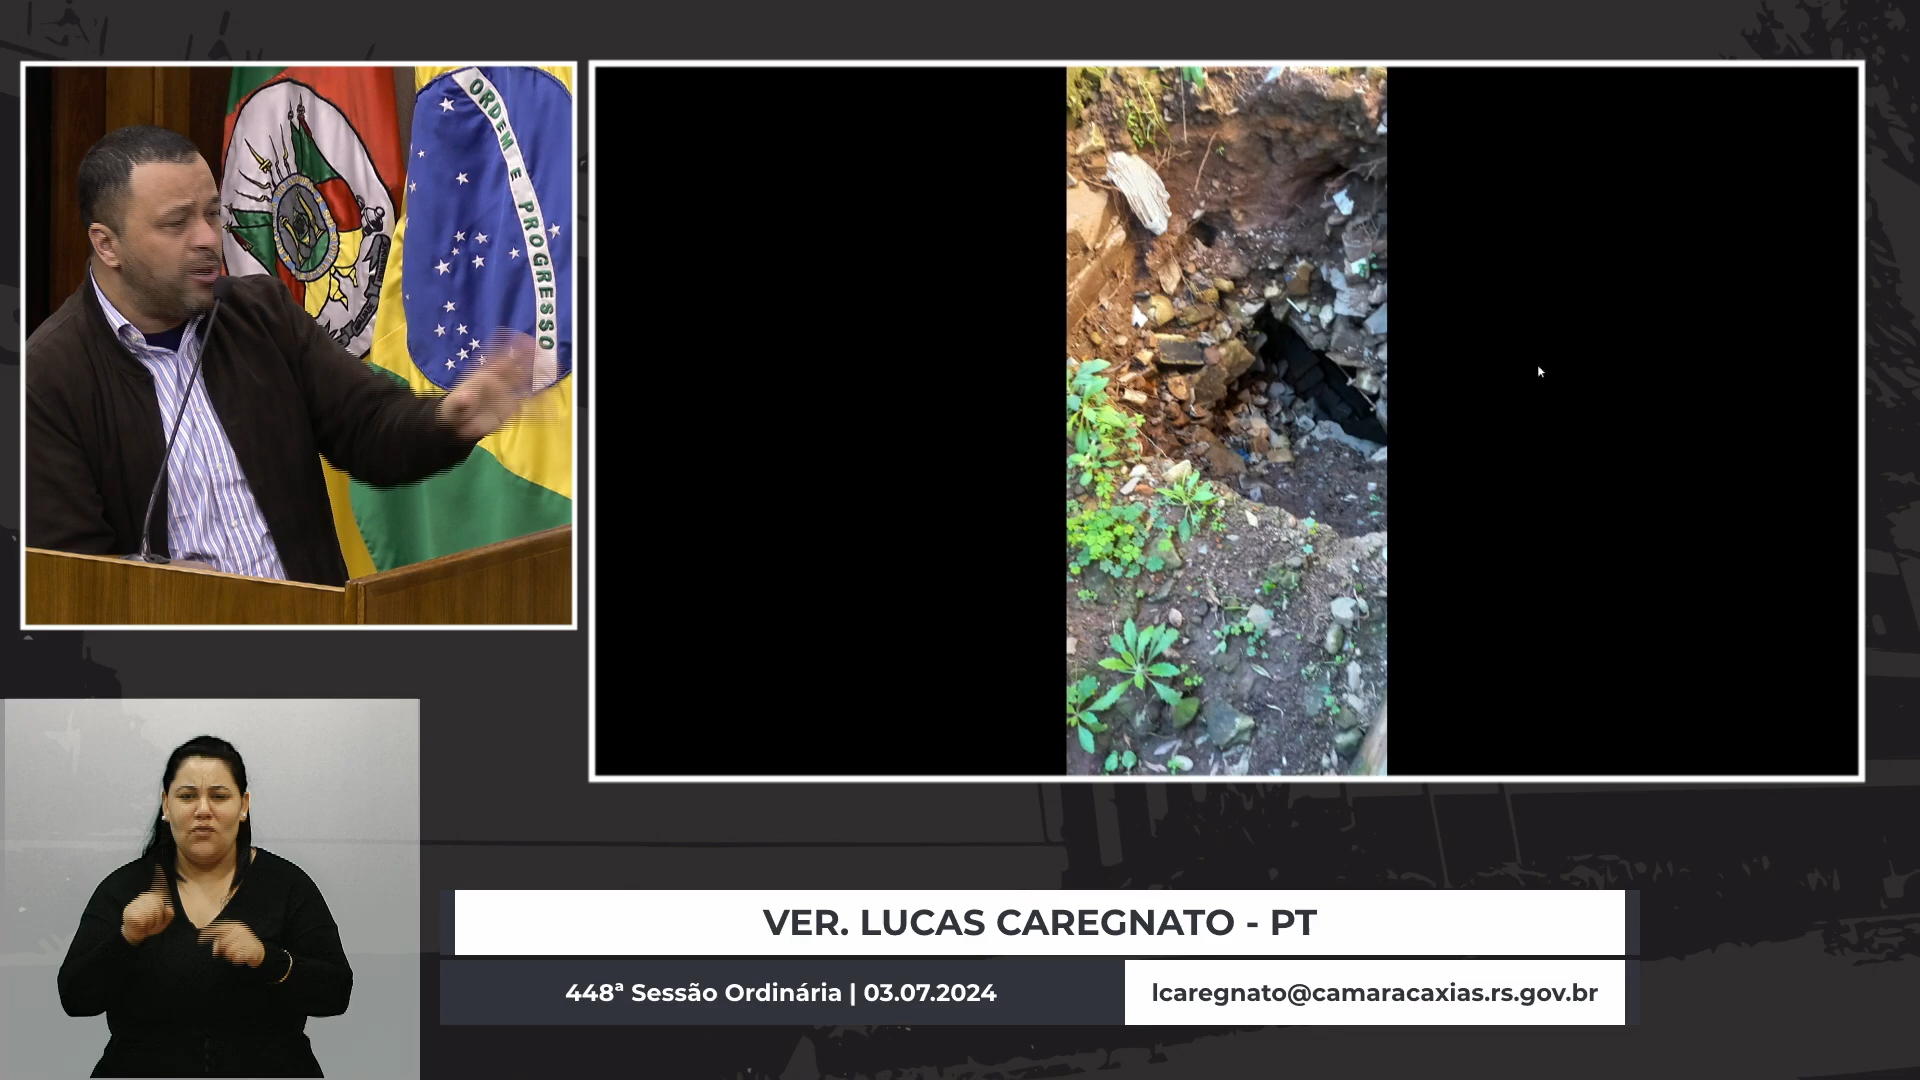 ORDEM E PROGRESSO
VER. LUCAS CAREGNATO - PT
448ª Sessão Ordinária | 03.07.2024
lcaregnato@camaracaxias.rs.gov.br